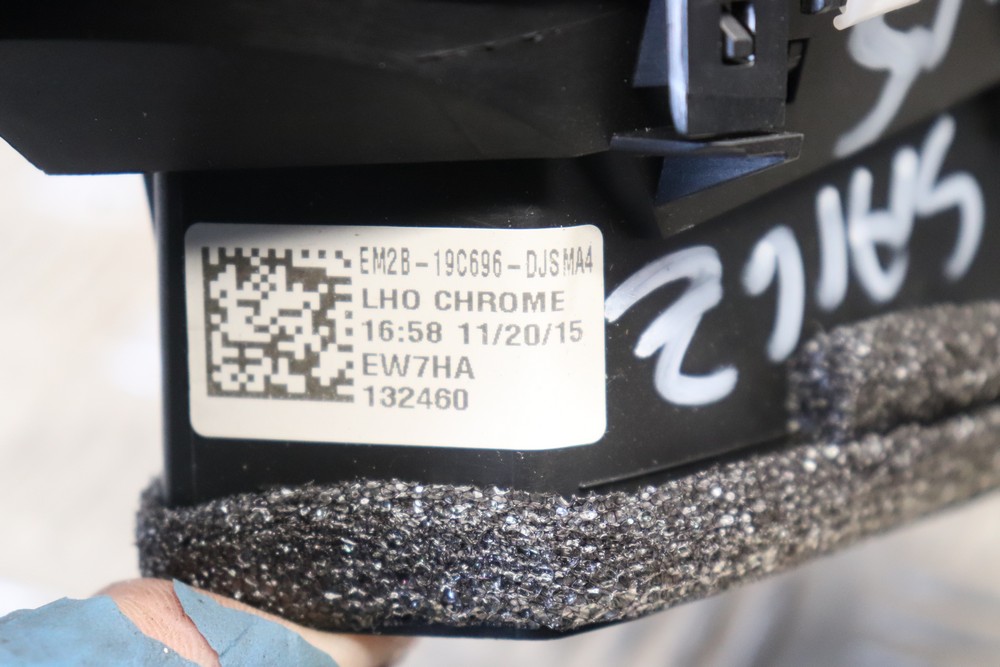 EM2B-19C696-DJSMA4
LHO CHROME
16:58 11/20/15
EW7HA
132460